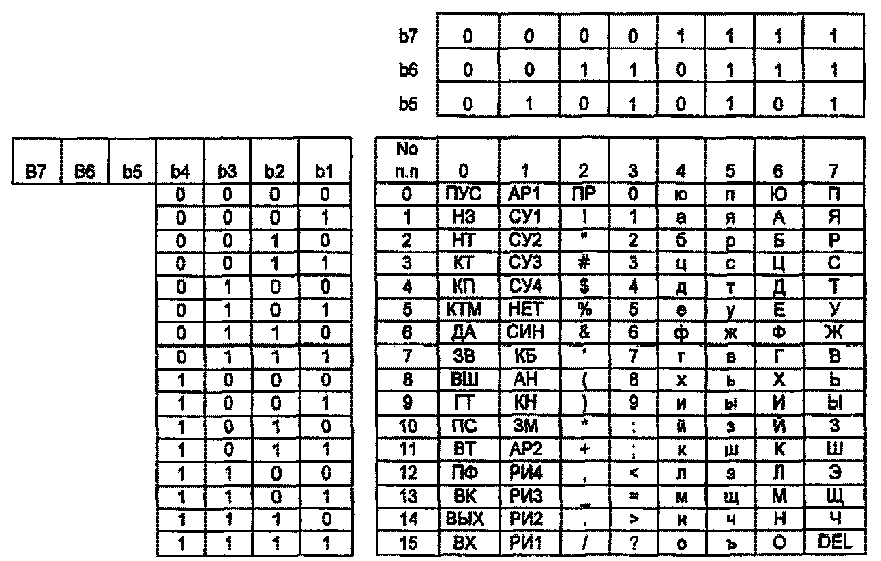 b7 0 0 0 0 1 1 1 1
b6 0 0 1 1 0 1 1 1
b5 0 1 0 1 0 1 0 1
B7 B6 b5 b4 b3 b2 b1 No п.п 0 1 2 3 4 5 6 7
0 0 0 0 0 ПУС АР1 ПР 0 ю п Ю П
0 0 0 1 1 НЗ СУ1 ! 1 а я А Я
0 0 1 0 2 НТ СУ2 " 2 б р Б Р
0 0 1 1 3 КТ СУ3 # 3 ц с Ц С
0 1 0 0 4 КП СУ4 $ 4 д т Д Т
0 1 0 1 5 КТМ НЕТ % 5 е у Е У
0 1 1 0 6 ДА СИН & 6 ф ж Ф Ж
0 1 1 1 7 ЗВ КБ ' 7 г в Г В
1 0 0 0 8 ВШ АН ( 8 х ь Х Ь
1 0 0 1 9 ГТ КН ) 9 и ы И Ы
1 0 1 0 10 ПС ЗМ * : й з Й З
1 0 1 1 11 ВТ АР2 + ; к ш К Ш
1 1 0 0 12 ПФ РИ4 , < л э Л Э
1 1 0 1 13 ВК РИ3 _ = м щ М Щ
1 1 1 0 14 ВЫХ РИ2 . > н ч Н Ч
1 1 1 1 15 ВХ РИ1 / ? о ъ О DEL